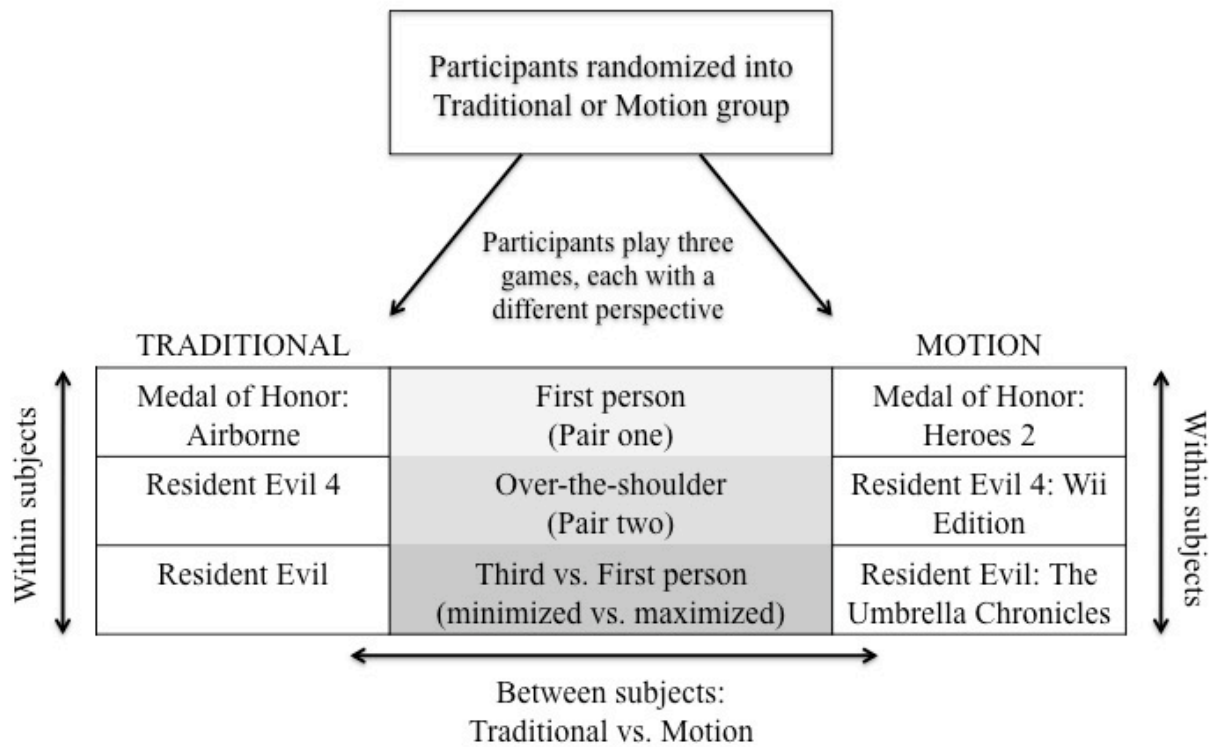 Participants randomized into
Traditional or Motion group
Participants play three
games, each with a
different perspective
TRADITIONAL
MOTION
Within subjects
Medal of Honor:
Airborne
First person
(Pair one)
Medal of Honor:
Heroes 2
Resident Evil 4
Over-the-shoulder
(Pair two)
Resident Evil 4: Wii
Edition
Resident Evil
Third vs. First person
(minimized vs. maximized)
Resident Evil: The
Umbrella Chronicles
Within subjects
Between subjects:
Traditional vs. Motion